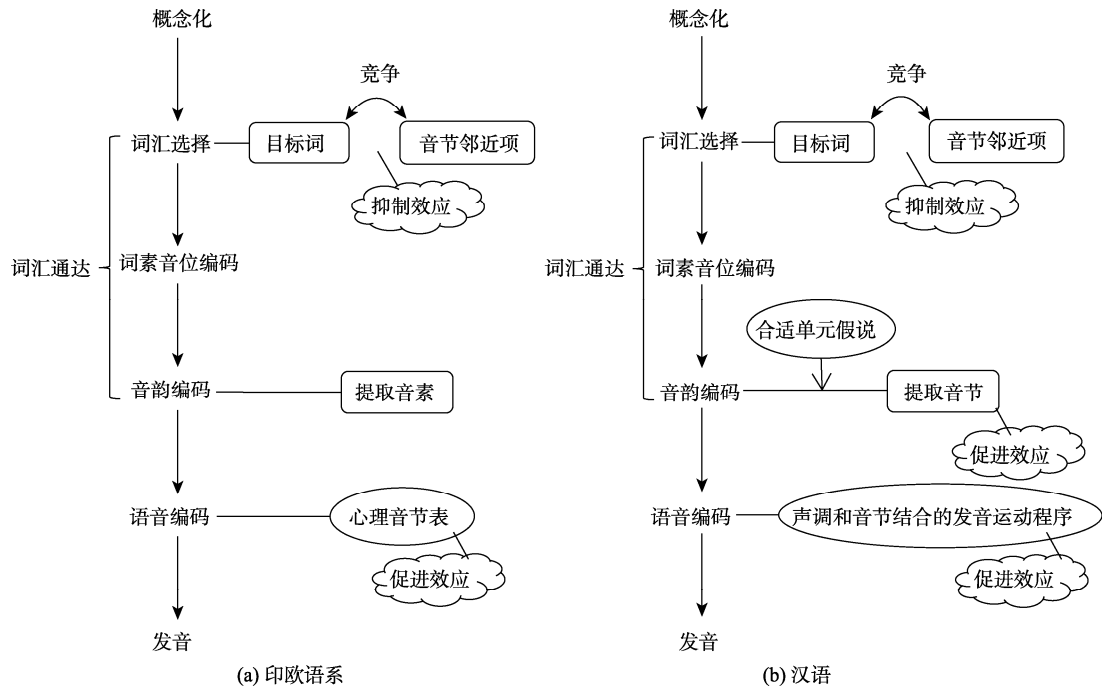 概念化
竞争
词汇选择
目标词
音节邻近项
抑制效应
词汇通达
词素音位编码
音韵编码
提取音素
语音编码
心理音节表
促进效应
发音
(a) 印欧语系
概念化
竞争
词汇选择
目标词
音节邻近项
抑制效应
词汇通达
词素音位编码
合适单元假说
音韵编码
提取音节
促进效应
语音编码
声调和音节结合的发音运动程序
促进效应
发音
(b) 汉语